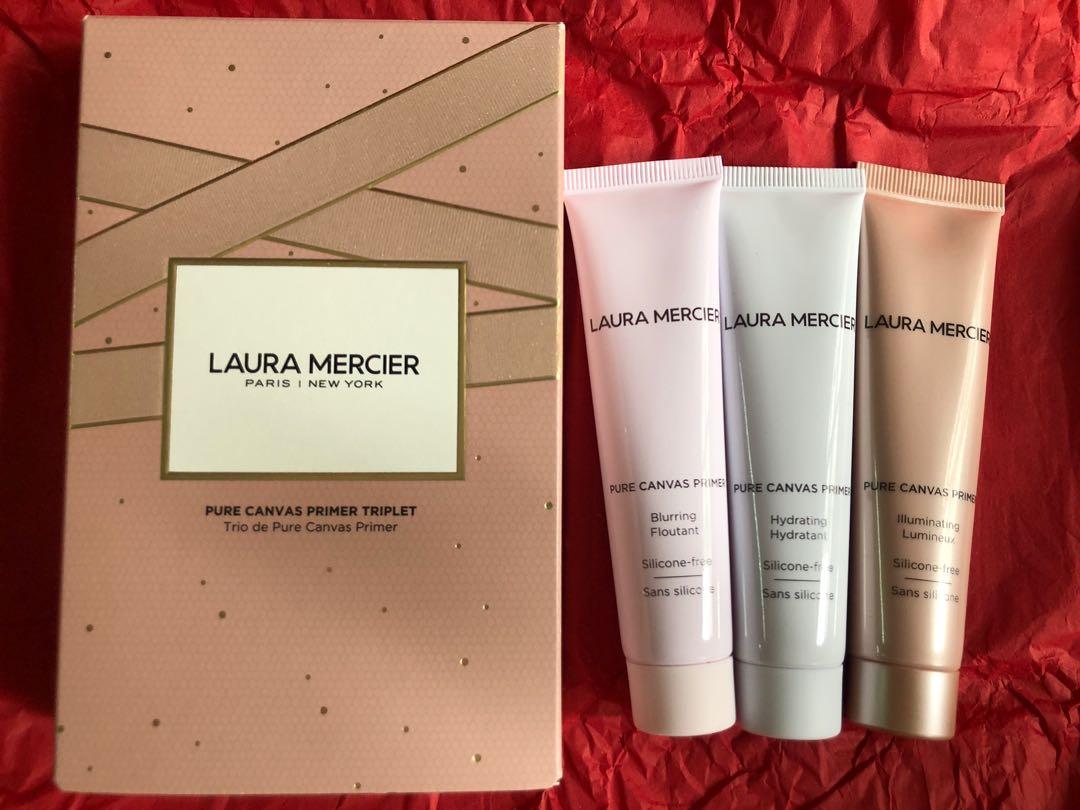 LAURA MERCIER
PARIS | NEW YORK
PURE CANVAS PRIMER TRIPLET
Trio de Pure Canvas Primer
LAURA MERCIER
PURE CANVAS PRIMER
Blurring
Floutant
Silicone-free
Sans silicone
LAURA MERCIER
PURE CANVAS PRIMER
Hydrating
Hydratant
Silicone-free
Sans silicone
LAURA MERCIER
PURE CANVAS PRIMER
Illuminating
Lumineux
Silicone-free
Sans silicone